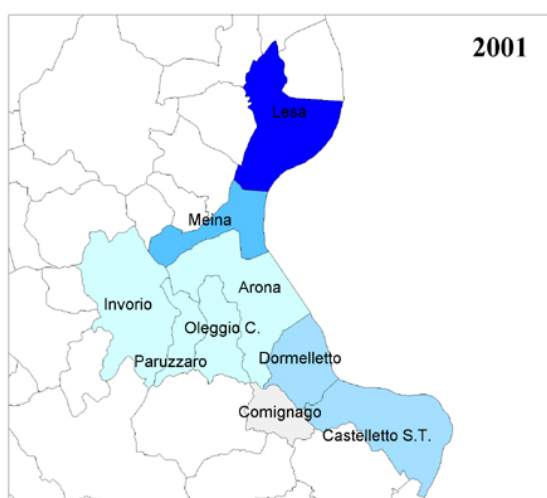 2001
Lesa
Meina
Arona
Invorio
Oleggio C.
Paruzzaro
Dormelletto
Comignago
Castelletto S.T.